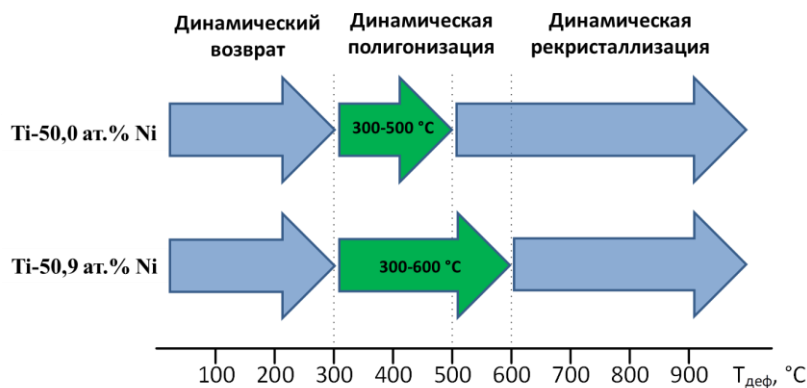 Динамический
возврат
Динамическая
полигонизация
Динамическая
рекристаллизация
Ti-50,0 ат.% Ni
300-500 °C
Ti-50,9 ат.% Ni
300-600 °C
100 200 300 400 500 600 700 800 900 Tдеф, °C